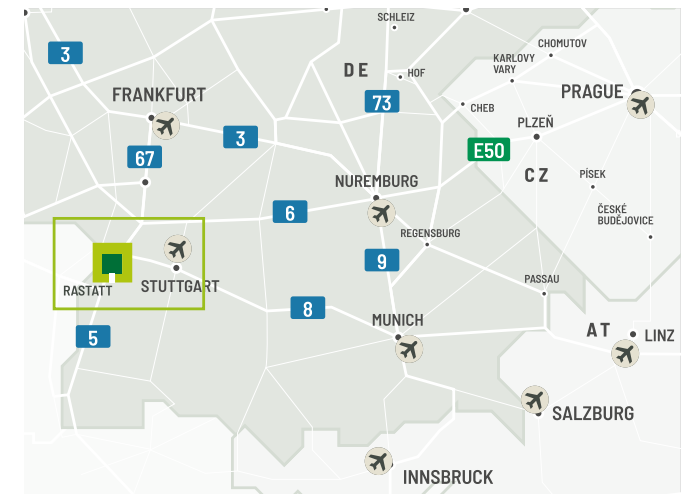 SCHLEIZ
3
CHOMUTOV
KARLOVY
VARY
DE
HOF
FRANKFURT
73
PRAGUE
CHEB
3
PLZEŇ
67
E50
CZ
PÍSEK
NUREMBURG
6
ČESKÉ
BUDĚJOVICE
REGENSBURG
9
PASSAU
RASTATT
STUTTGART
8
MUNICH
5
AT
LINZ
SALZBURG
INNSBRUCK